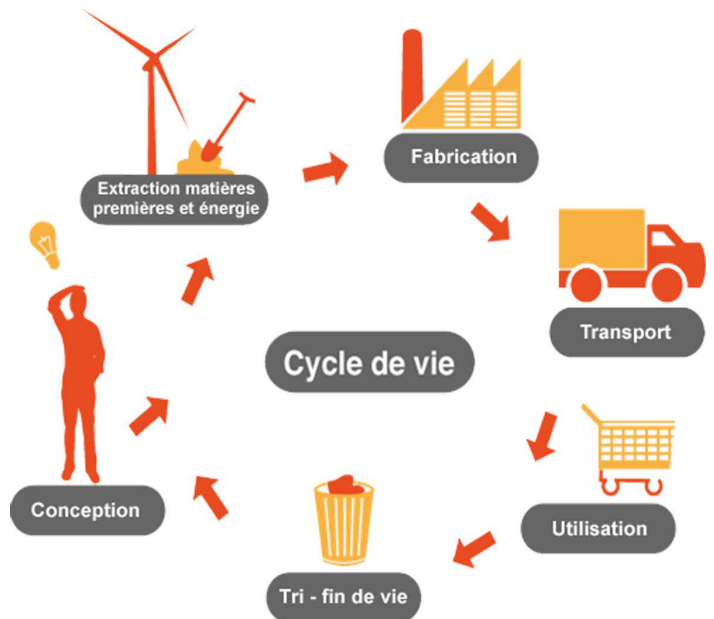 Extraction matières
premières et énergie
Fabrication
Transport
Cycle de vie
Conception
Utilisation
Tri - fin de vie